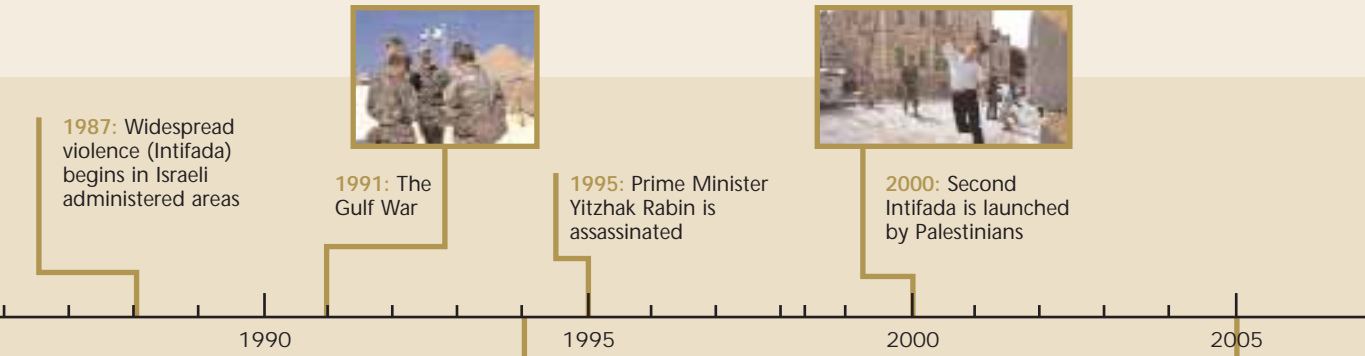 1987: Widespread
violence (Intifada)
begins in Israeli
administered areas
1991: The
Gulf War
1995: Prime Minister
Yitzhak Rabin is
assassinated
2000: Second
Intifada is launched
by Palestinians
1990
1995
2000
2005